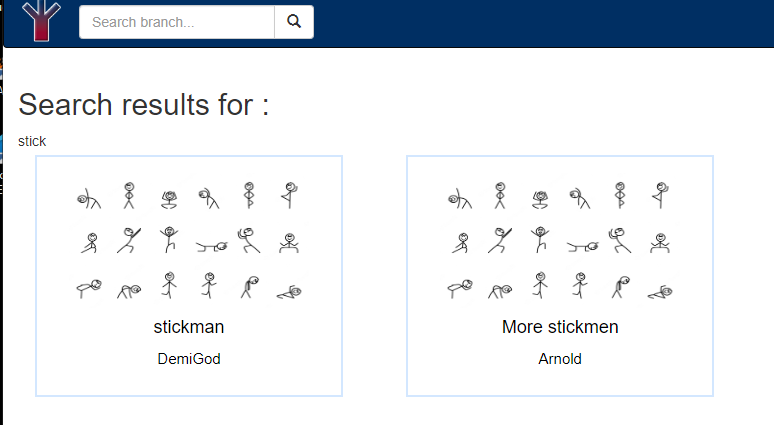 Search branch...
Search results for :
stick
stickman
DemiGod
More stickmen
Arnold